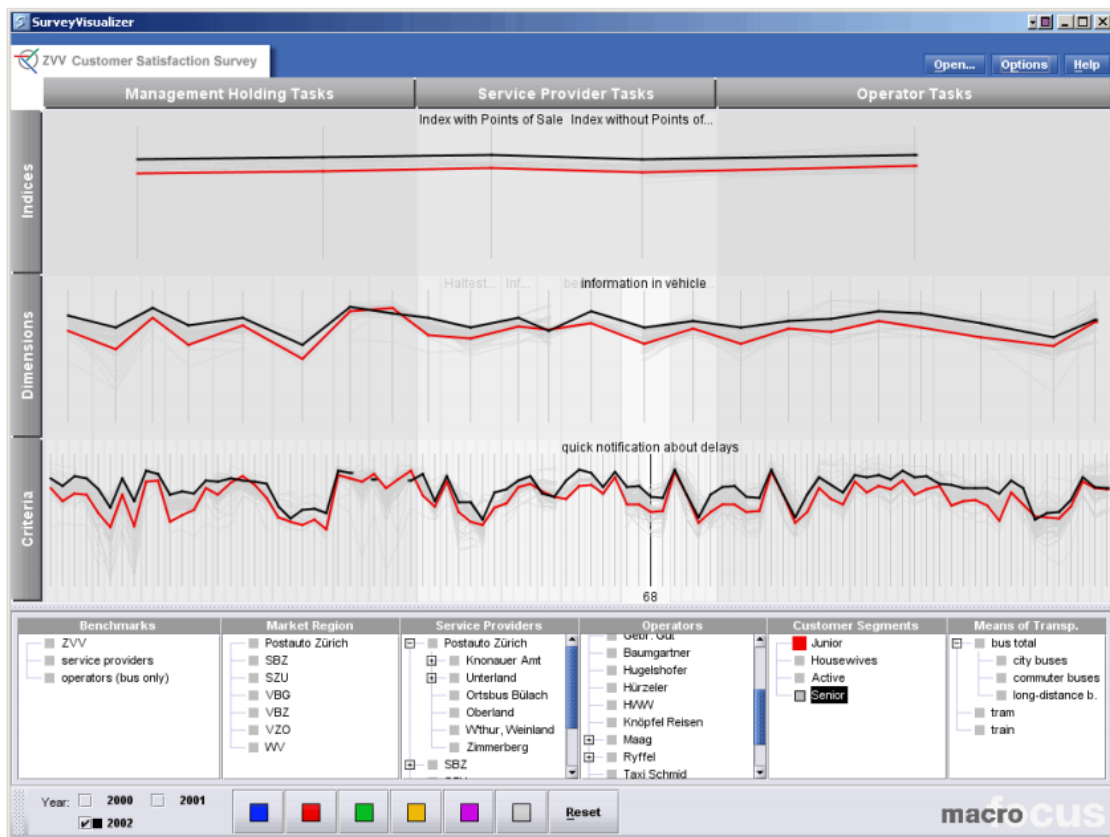 SurveyVisualizer
ZVV Customer Satisfaction Survey
Open... Options Help
Management Holding Tasks Service Provider Tasks Operator Tasks
Index with Points of Sale Index without Points of...
Indices
Haltest... Inf... information in vehicle
Dimensions
quick notification about delays
Criteria
68
Benchmarks
ZVV
service providers
operators (bus only)
Market Region
Postauto Zürich
SBZ
SZU
VBG
VBZ
VZO
WV
Service Providers
Postauto Zürich
Knonauer Amt
Unterland
Ortsbus Bülach
Oberland
W'thur, Weinland
Zimmerberg
SBZ
Operators
Gebr. Gut
Baumgartner
Hugelshofer
Hürzeler
HVWV
Knöpfel Reisen
Maag
Ryffel
Taxi Schmid
Customer Segments
Junior
Housewives
Active
Senior
Means of Transp.
bus total
city buses
commuter buses
long-distance b.
tram
train
Year: 2000 2001
2002
Reset
macrofocus